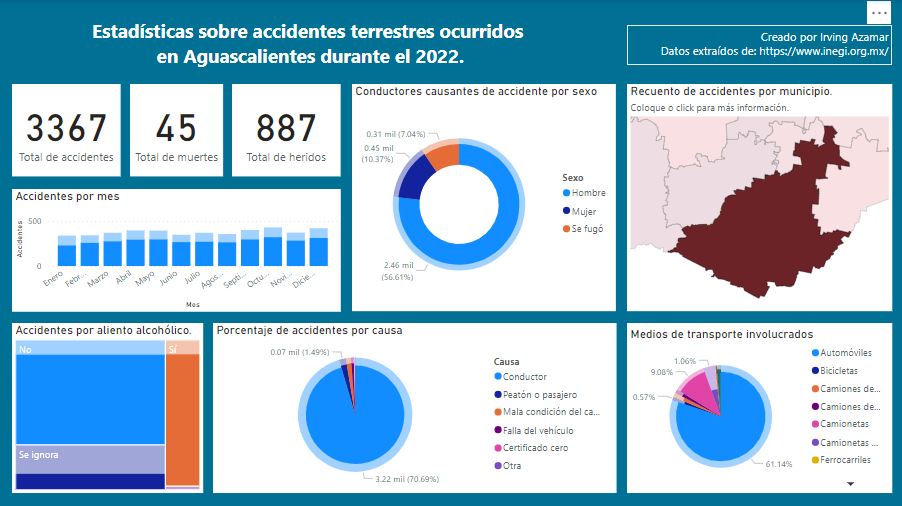 Estadísticas sobre accidentes terrestres ocurridos
en Aguascalientes durante el 2022.
Creado por Irving Azamar
Datos extraídos de: https://www.inegi.org.mx/
3367
Total de accidentes
45
Total de muertes
887
Total de heridos
Accidentes por mes
Accidentes
500
0
Enero
Febr...
Marzo
Abril
Mayo
Junio
Julio
Agos...
Septi...
Octu...
Novi...
Dicie...
Mes
Conductores causantes de accidente por sexo
0.31 mil (7.04%)
0.45 mil
(10.37%)
2.46 mil
(56.61%)
Sexo
Hombre
Mujer
Se fugó
Recuento de accidentes por municipio.
Coloque o click para más información.
Accidentes por aliento alcohólico.
No
Sí
Se ignora
Porcentaje de accidentes por causa
0.07 mil (1.49%)
3.22 mil (70.69%)
Causa
Conductor
Peatón o pasajero
Mala condición del ca...
Falla del vehículo
Certificado cero
Otra
Medios de transporte involucrados
1.06%
9.08%
0.57%
61.14%
Automóviles
Bicicletas
Camiones de...
Camiones de...
Camionetas
Camionetas ...
Ferrocarriles